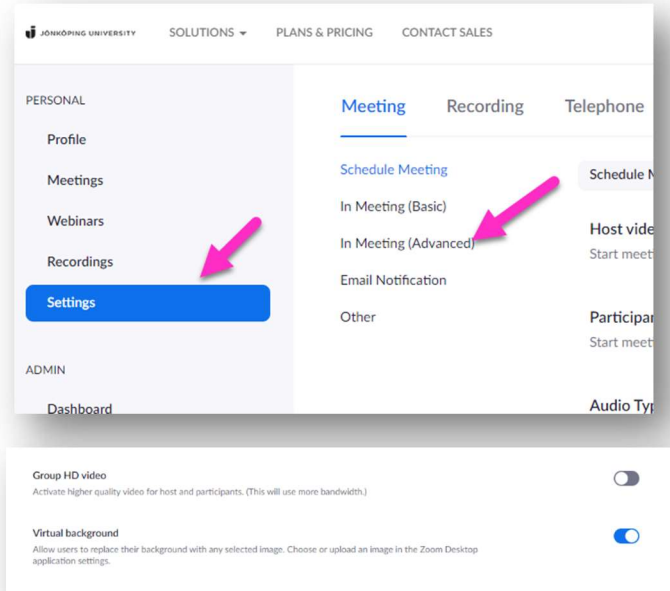 JÖNKÖPING UNIVERSITY SOLUTIONS PLANS & PRICING CONTACT SALES
PERSONAL
Profile
Meetings
Webinars
Recordings
Settings
ADMIN
Dashboard
Meeting Recording Telephone
Schedule Meeting
In Meeting (Basic)
In Meeting (Advanced)
Email Notification
Other
Schedule M
Host vide
Start meet
Participan
Start meet
Audio Typ
Group HD video
Activate higher quality video for host and participants. (This will use more bandwidth.)
Virtual background
Allow users to replace their background with any selected image. Choose or upload an image in the Zoom Desktop
application settings.